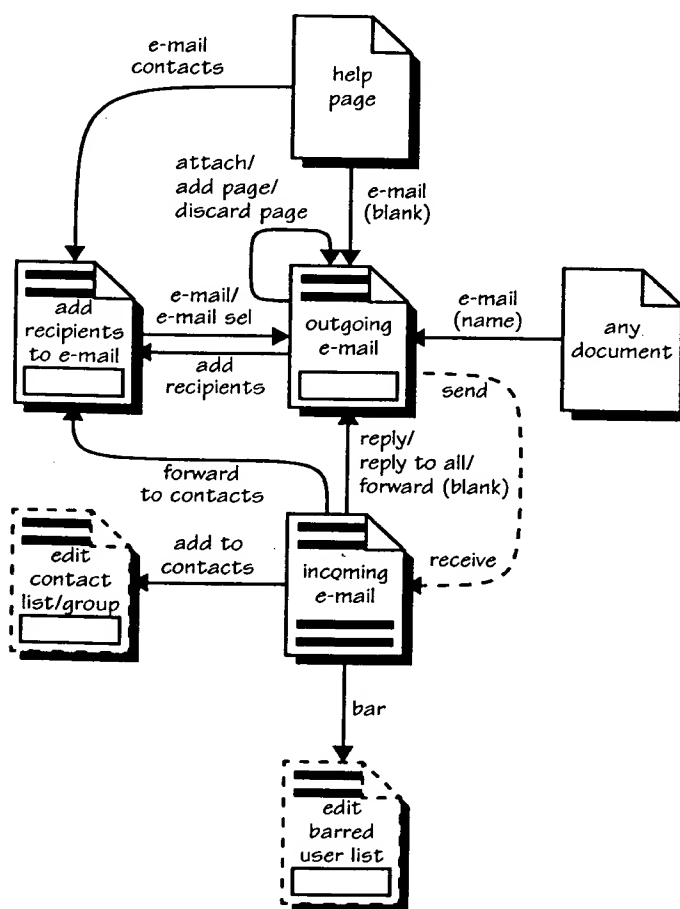 e-mail
contacts
help
page
attach/
add page/
discard page
e-mail
(blank)
add
recipients
to e-mail
e-mail/
e-mail sel
add
recipients
outgoing
e-mail
e-mail
(name)
any
document
send
forward
to contacts
reply/
reply to all/
forward (blank)
receive
edit
contact
list/group
add to
contacts
incoming
e-mail
bar
edit
barred
user list